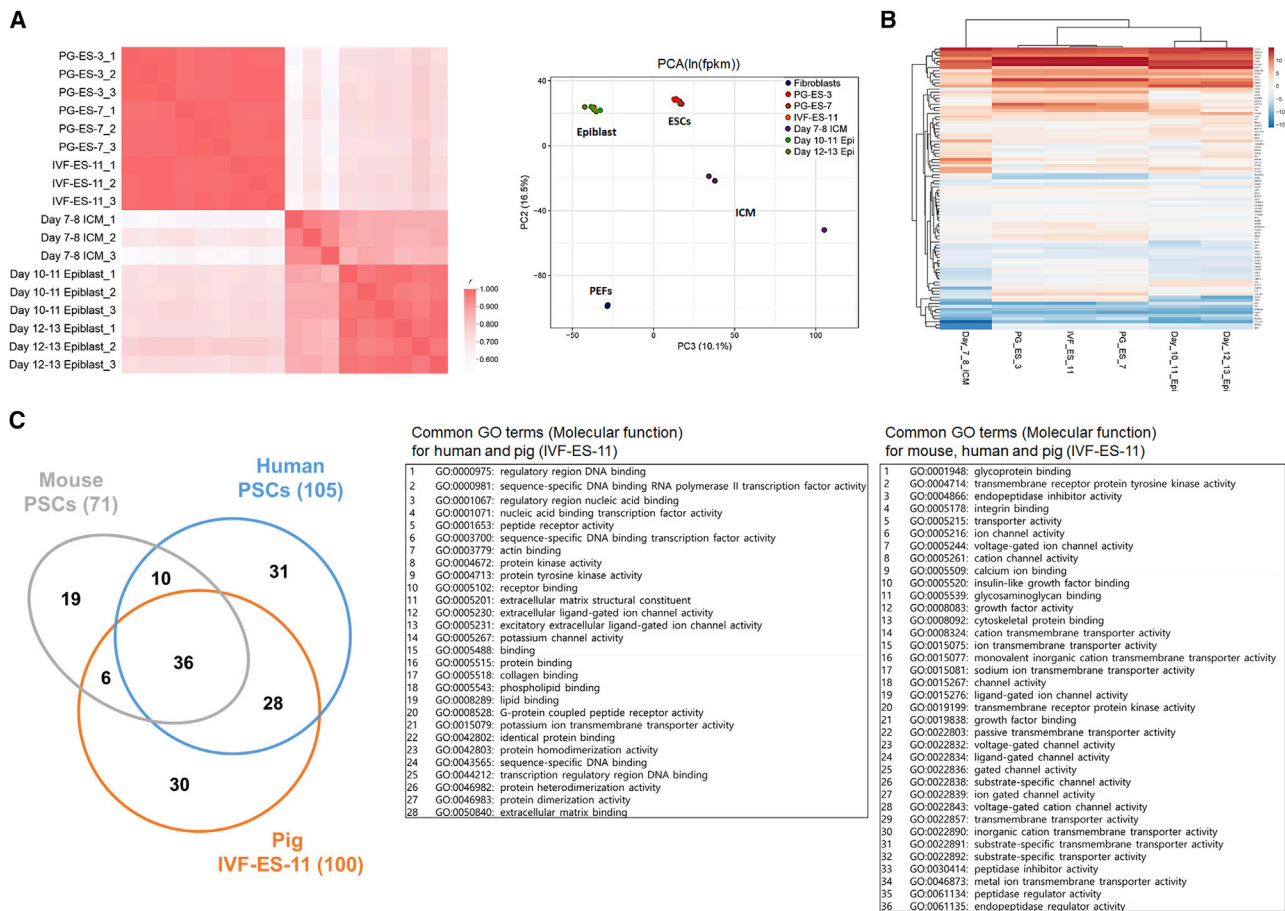 A
PG-ES-3_1
PG-ES-3_2
PG-ES-3_3
PG-ES-7_1
PG-ES-7_2
PG-ES-7_3
IVF-ES-11_1
IVF-ES-11_2
IVF-ES-11_3
Day 7-8 ICM_1
Day 7-8 ICM_2
Day 7-8 ICM_3
Day 10-11 Epiblast_1
Day 10-11 Epiblast_2
Day 10-11 Epiblast_3
Day 12-13 Epiblast_1
Day 12-13 Epiblast_2
Day 12-13 Epiblast_3
r
1.000
0.900
0.800
0.700
0.600
PCA(ln(fpkm))
40
0
−40
−80
PC2 (16.5%)
−50
0
50
100
PC3 (10.1%)
Epiblast
ESCs
ICM
PEFs
Fibroblasts
PG-ES-3
PG-ES-7
IVF-ES-11
Day 7-8 ICM
Day 10-11 Epi
Day 12-13 Epi
B
10
5
0
−5
−10
−15
Day_7_8_ICM
PG_ES_3
IVF_ES_11
PG_ES_7
Day_10_11_Epi
Day_12_13_Epi
C
Mouse
PSCs (71)
Human
PSCs (105)
19
10
31
36
6
28
30
Pig
IVF-ES-11 (100)
Common GO terms (Molecular function)
for human and pig (IVF-ES-11)
1 GO:0000975: regulatory region DNA binding
2 GO:0000981: sequence-specific DNA binding RNA polymerase II transcription factor activity
3 GO:0001067: regulatory region nucleic acid binding
4 GO:0001071: nucleic acid binding transcription factor activity
5 GO:0001653: peptide receptor activity
6 GO:0003700: sequence-specific DNA binding transcription factor activity
7 GO:0003779: actin binding
8 GO:0004672: protein kinase activity
9 GO:0004713: protein tyrosine kinase activity
10 GO:0005102: receptor binding
11 GO:0005201: extracellular matrix structural constituent
12 GO:0005230: extracellular ligand-gated ion channel activity
13 GO:0005231: excitatory extracellular ligand-gated ion channel activity
14 GO:0005267: potassium channel activity
15 GO:0005488: binding
16 GO:0005515: protein binding
17 GO:0005518: collagen binding
18 GO:0005543: phospholipid binding
19 GO:0008289: lipid binding
20 GO:0008528: G-protein coupled peptide receptor activity
21 GO:0015079: potassium ion transmembrane transporter activity
22 GO:0042802: identical protein binding
23 GO:0042803: protein homodimerization activity
24 GO:0043565: sequence-specific DNA binding
25 GO:0044212: transcription regulatory region DNA binding
26 GO:0046982: protein heterodimerization activity
27 GO:0046983: protein dimerization activity
28 GO:0050840: extracellular matrix binding
Common GO terms (Molecular function)
for mouse, human and pig (IVF-ES-11)
1 GO:0001948: glycoprotein binding
2 GO:0004714: transmembrane receptor protein tyrosine kinase activity
3 GO:0004866: endopeptidase inhibitor activity
4 GO:0005178: integrin binding
5 GO:0005215: transporter activity
6 GO:0005216: ion channel activity
7 GO:0005244: voltage-gated ion channel activity
8 GO:0005261: cation channel activity
9 GO:0005509: calcium ion binding
10 GO:0005520: insulin-like growth factor binding
11 GO:0005539: glycosaminoglycan binding
12 GO:0008083: growth factor activity
13 GO:0008092: cytoskeletal protein binding
14 GO:0008324: cation transmembrane transporter activity
15 GO:0015075: ion transmembrane transporter activity
16 GO:0015077: monovalent inorganic cation transmembrane transporter activity
17 GO:0015081: sodium ion transmembrane transporter activity
18 GO:0015267: channel activity
19 GO:0015276: ligand-gated ion channel activity
20 GO:0019199: transmembrane receptor protein kinase activity
21 GO:0019838: growth factor binding
22 GO:0022803: passive transmembrane transporter activity
23 GO:0022832: voltage-gated channel activity
24 GO:0022834: ligand-gated channel activity
25 GO:0022836: gated channel activity
26 GO:0022838: substrate-specific channel activity
27 GO:0022839: ion gated channel activity
28 GO:0022843: voltage-gated cation channel activity
29 GO:0022857: transmembrane transporter activity
30 GO:0022890: inorganic cation transmembrane transporter activity
31 GO:0022891: substrate-specific transmembrane transporter activity
32 GO:0022892: substrate-specific transporter activity
33 GO:0030414: peptidase inhibitor activity
34 GO:0046873: metal ion transmembrane transporter activity
35 GO:0061134: peptidase regulator activity
36 GO:0061135: endopeptidase regulator activity